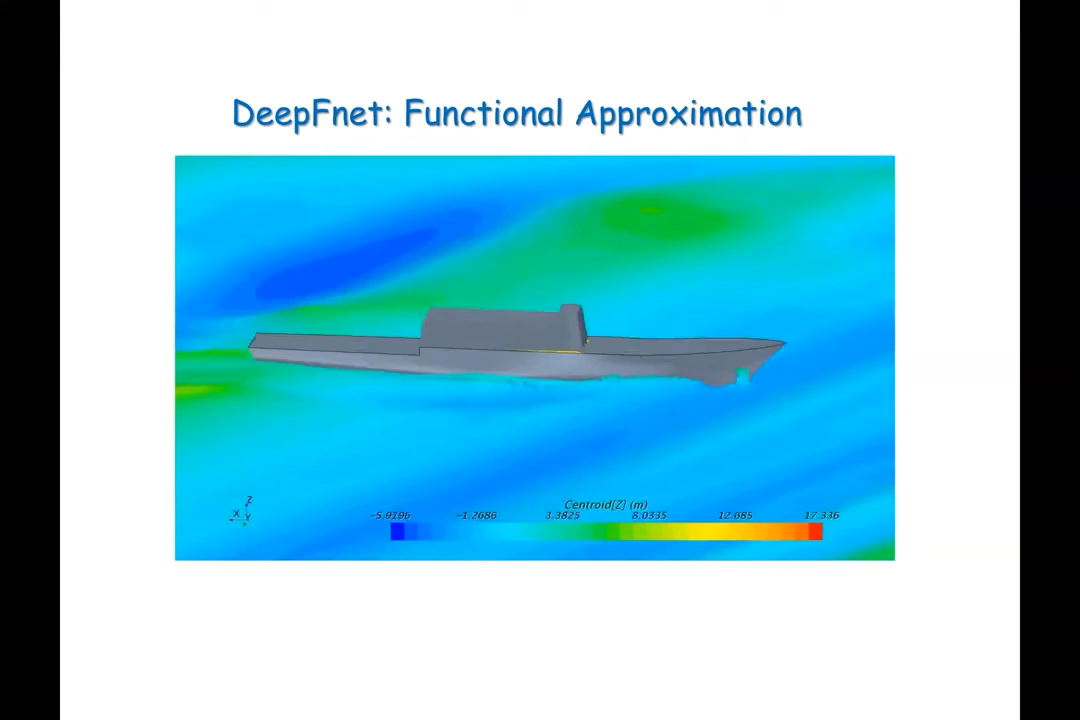 DeepFnet: Functional Approximation
Z
X Y
Centroid[Z] (m)
-5.9196 -1.2686 3.3825 8.0335 12.685 17.336